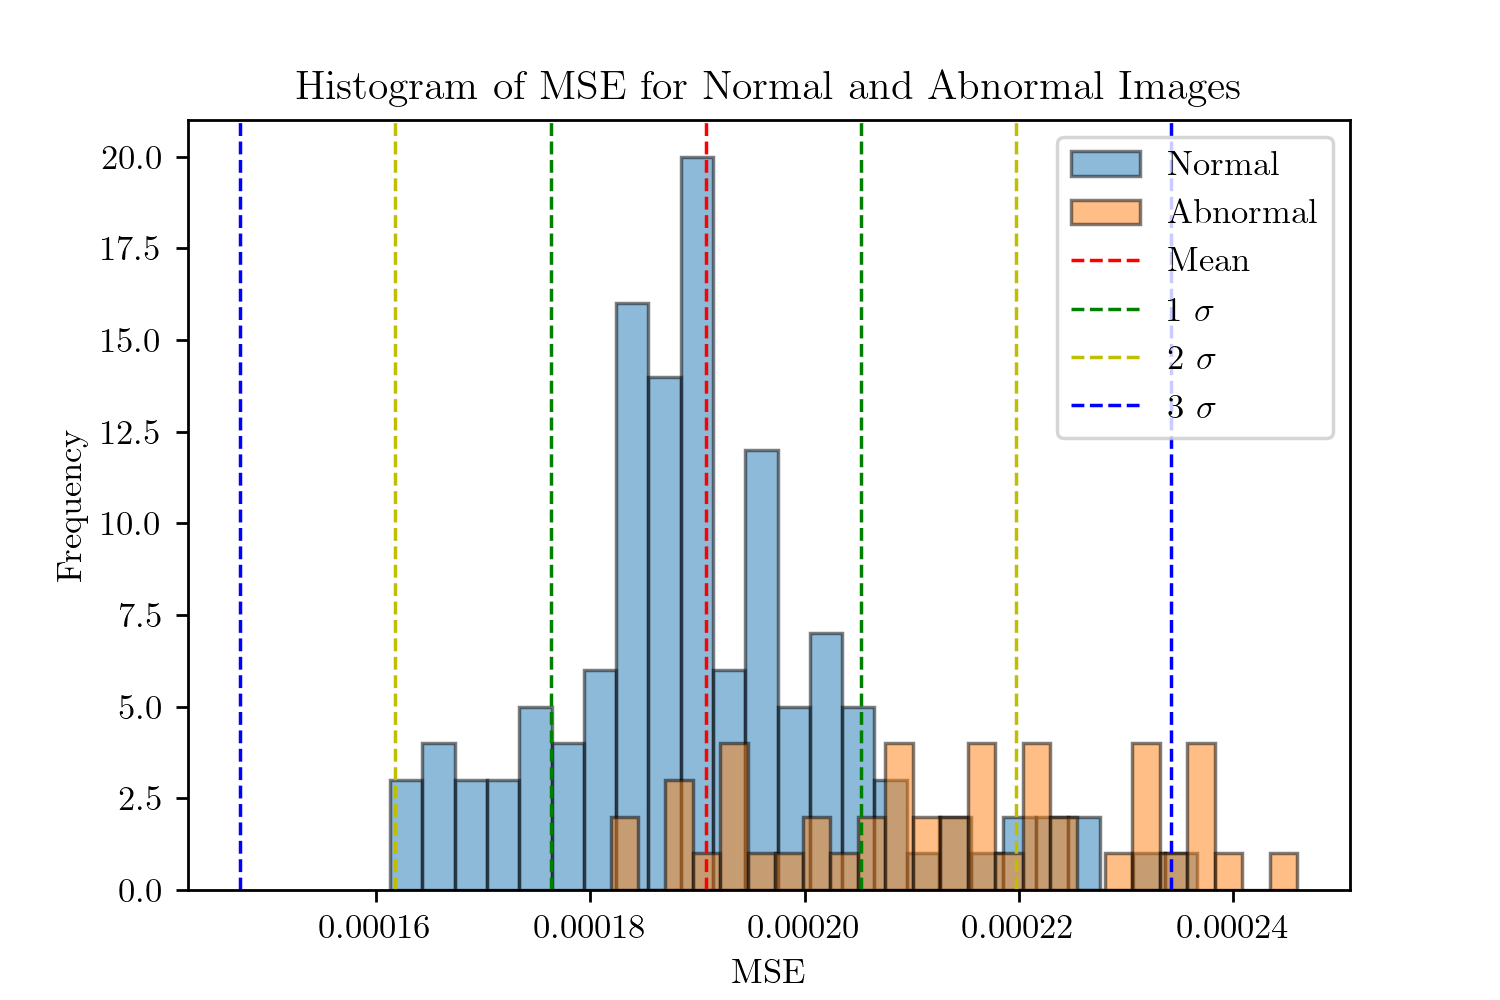 Histogram of MSE for Normal and Abnormal Images
20.0
17.5
15.0
12.5
10.0
7.5
5.0
2.5
0.0
Frequency
Normal
Abnormal
Mean
1 σ
2 σ
3 σ
0.00016 0.00018 0.00020 0.00022 0.00024
MSE